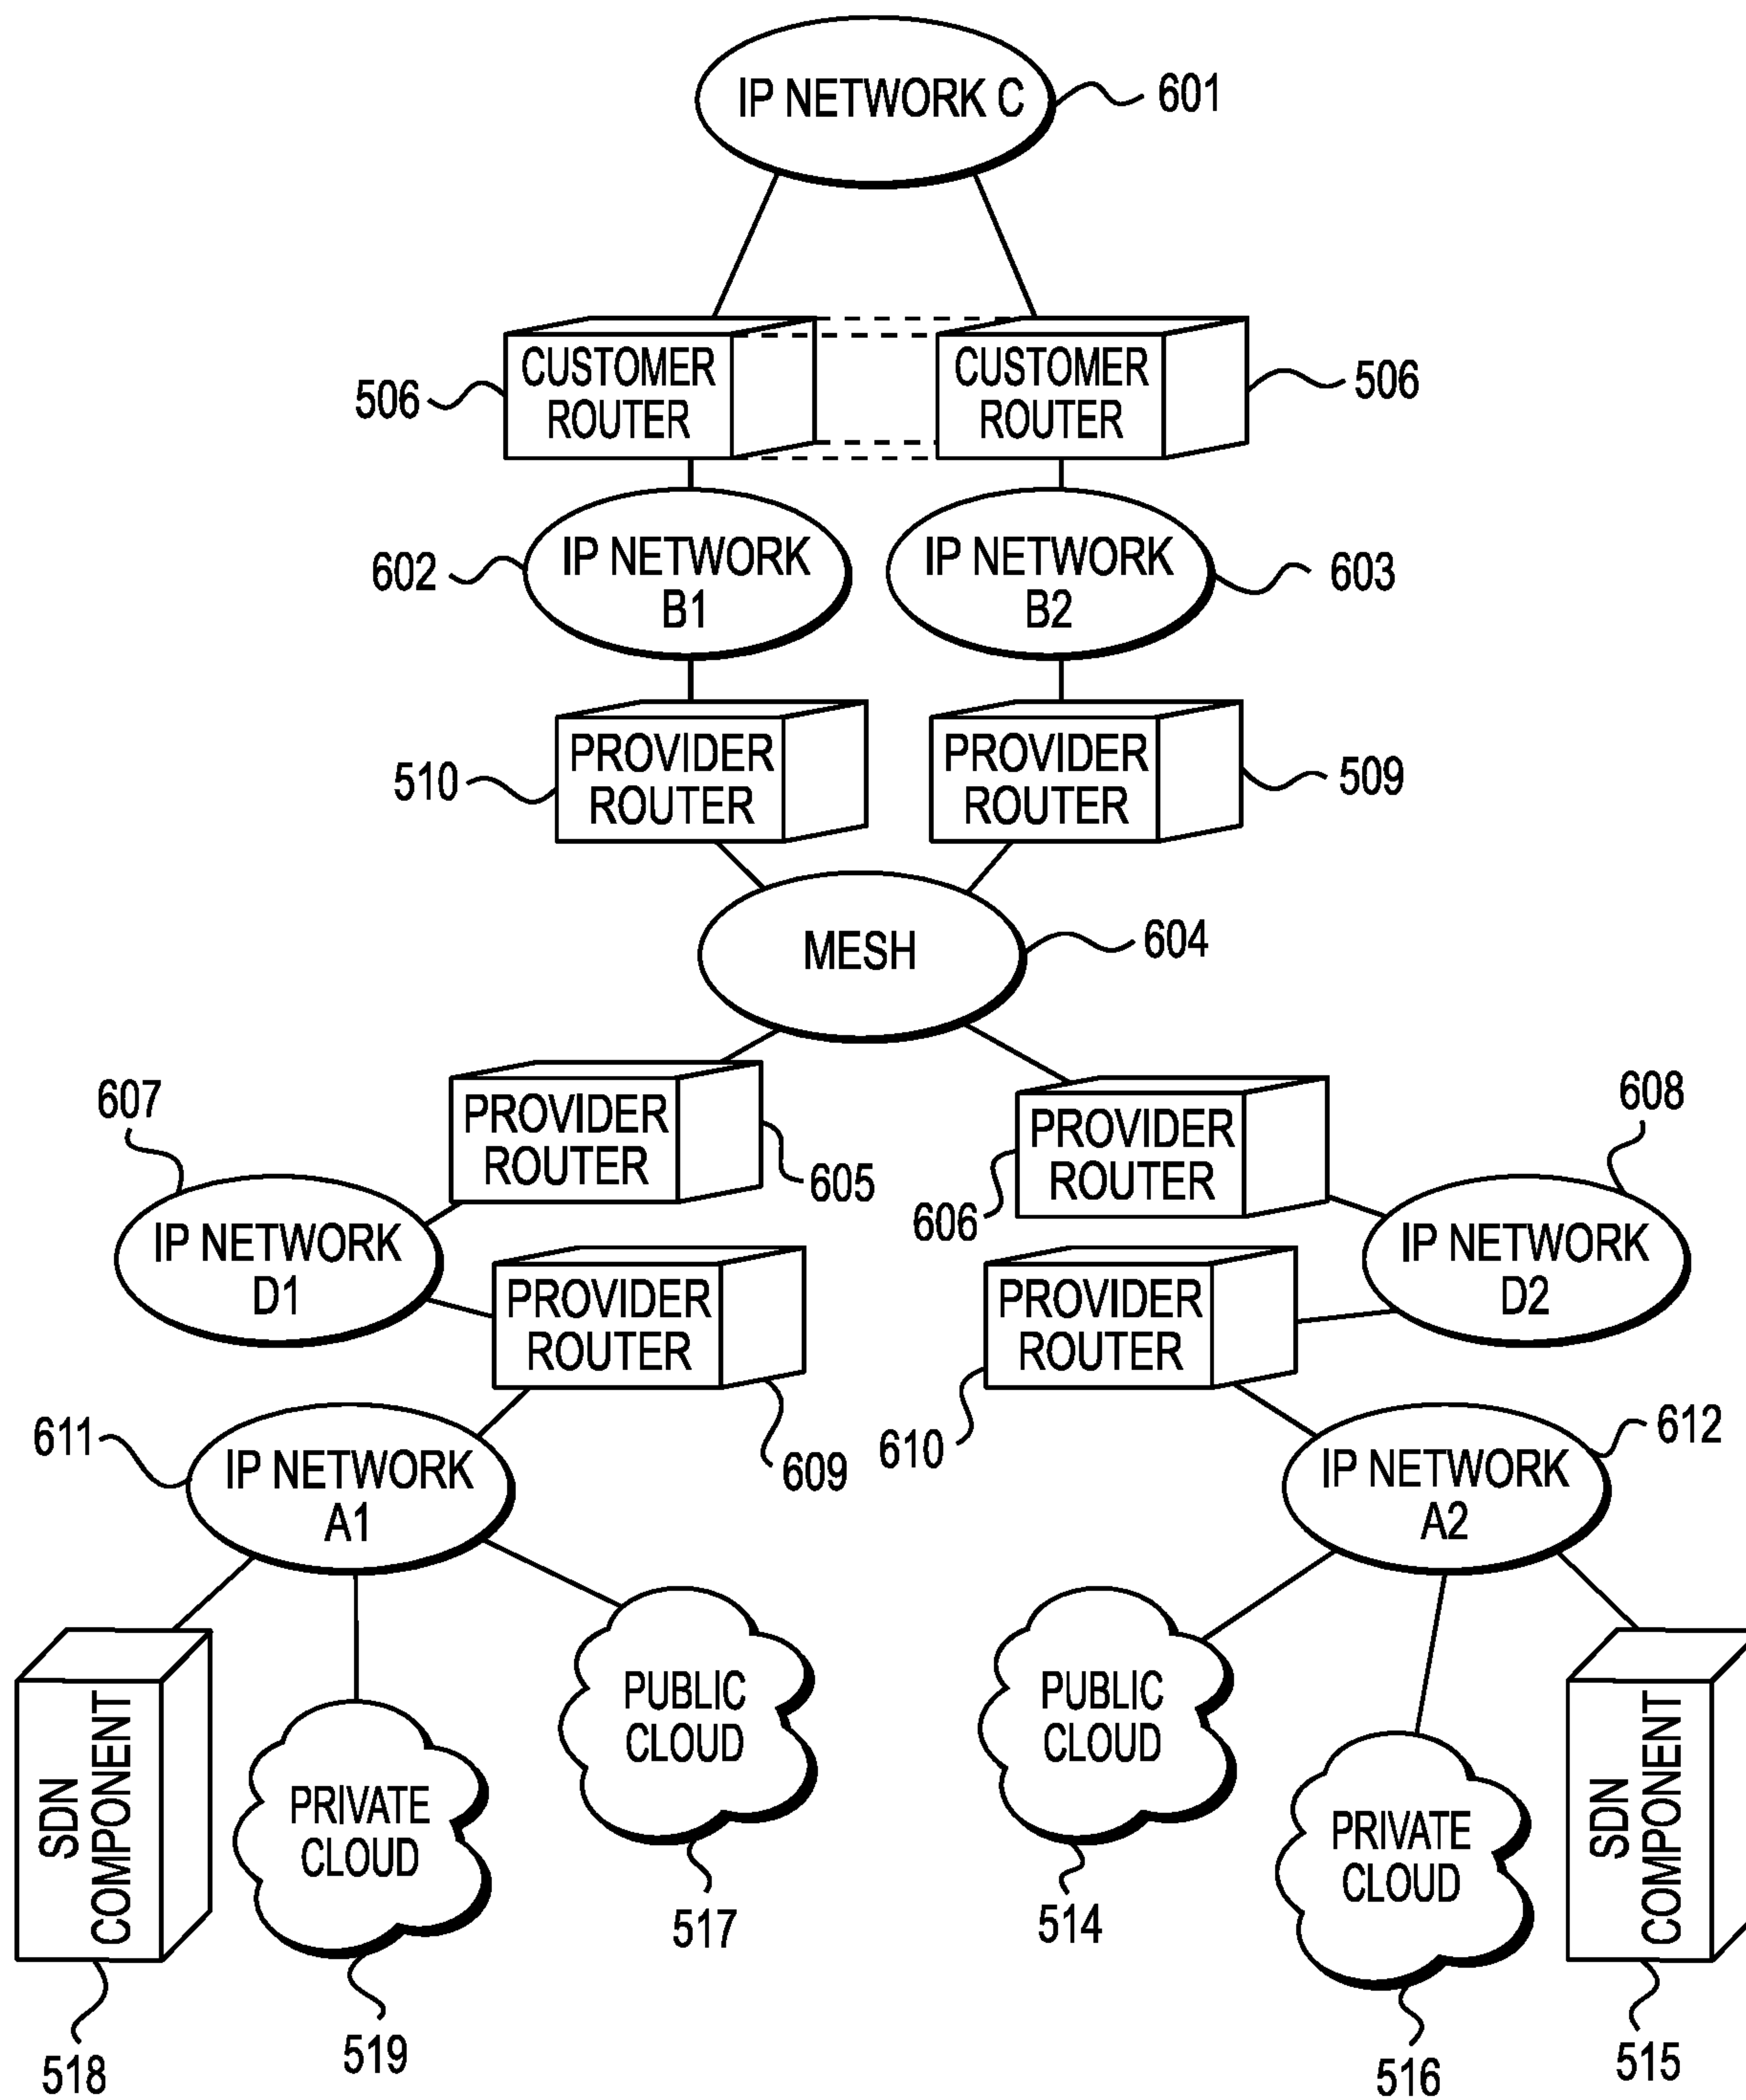 IP NETWORK C
601
CUSTOMER
ROUTER
506
CUSTOMER
ROUTER
506
602
IP NETWORK
B1
IP NETWORK
B2
603
510
PROVIDER
ROUTER
PROVIDER
ROUTER
509
MESH
604
607
PROVIDER
ROUTER
605
PROVIDER
ROUTER
606
608
IP NETWORK
D1
IP NETWORK
D2
PROVIDER
ROUTER
609
PROVIDER
ROUTER
610
611
IP NETWORK
A1
IP NETWORK
A2
612
SDN
COMPONENT
518
PRIVATE
CLOUD
519
PUBLIC
CLOUD
517
PUBLIC
CLOUD
514
PRIVATE
CLOUD
516
SDN
COMPONENT
515